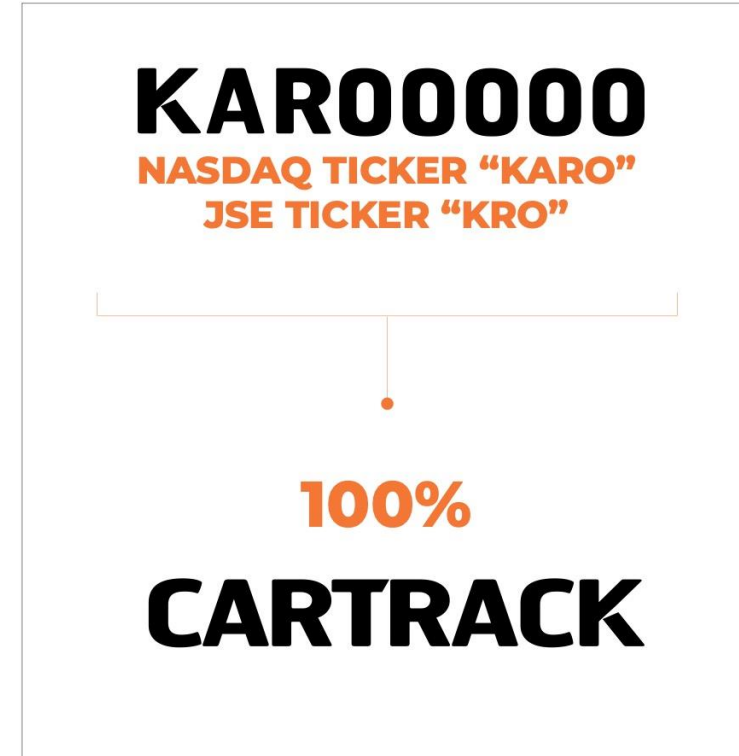 KAROOOOO
NASDAQ TICKER “KARO”
JSE TICKER “KRO”
100%
CARTRACK